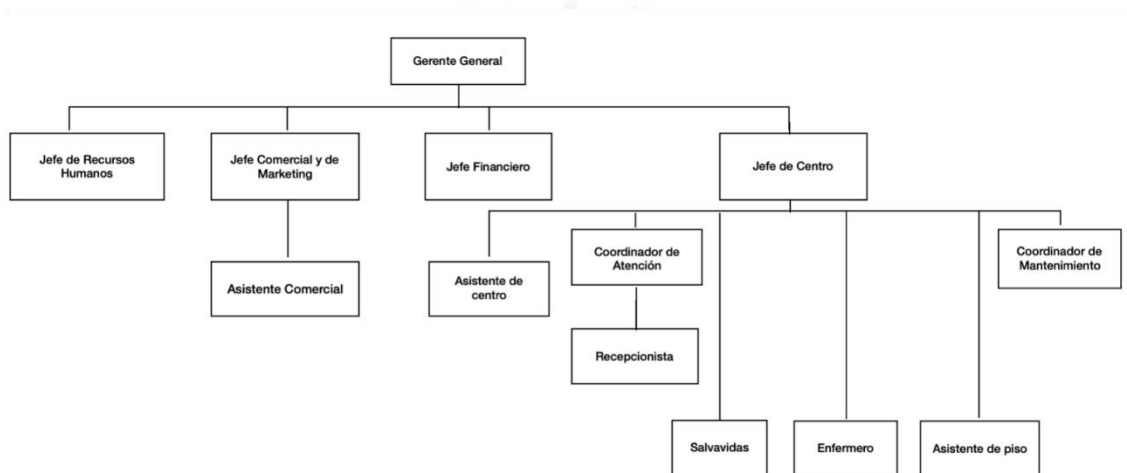 Gerente General
Jefe de Recursos
Humanos
Jefe Comercial y de
Marketing
Jefe Financiero
Jefe de Centro
Asistente Comercial
Asistente de
centro
Coordinador de
Atención
Coordinador de
Mantenimiento
Recepcionista
Salvavidas
Enfermero
Asistente de piso